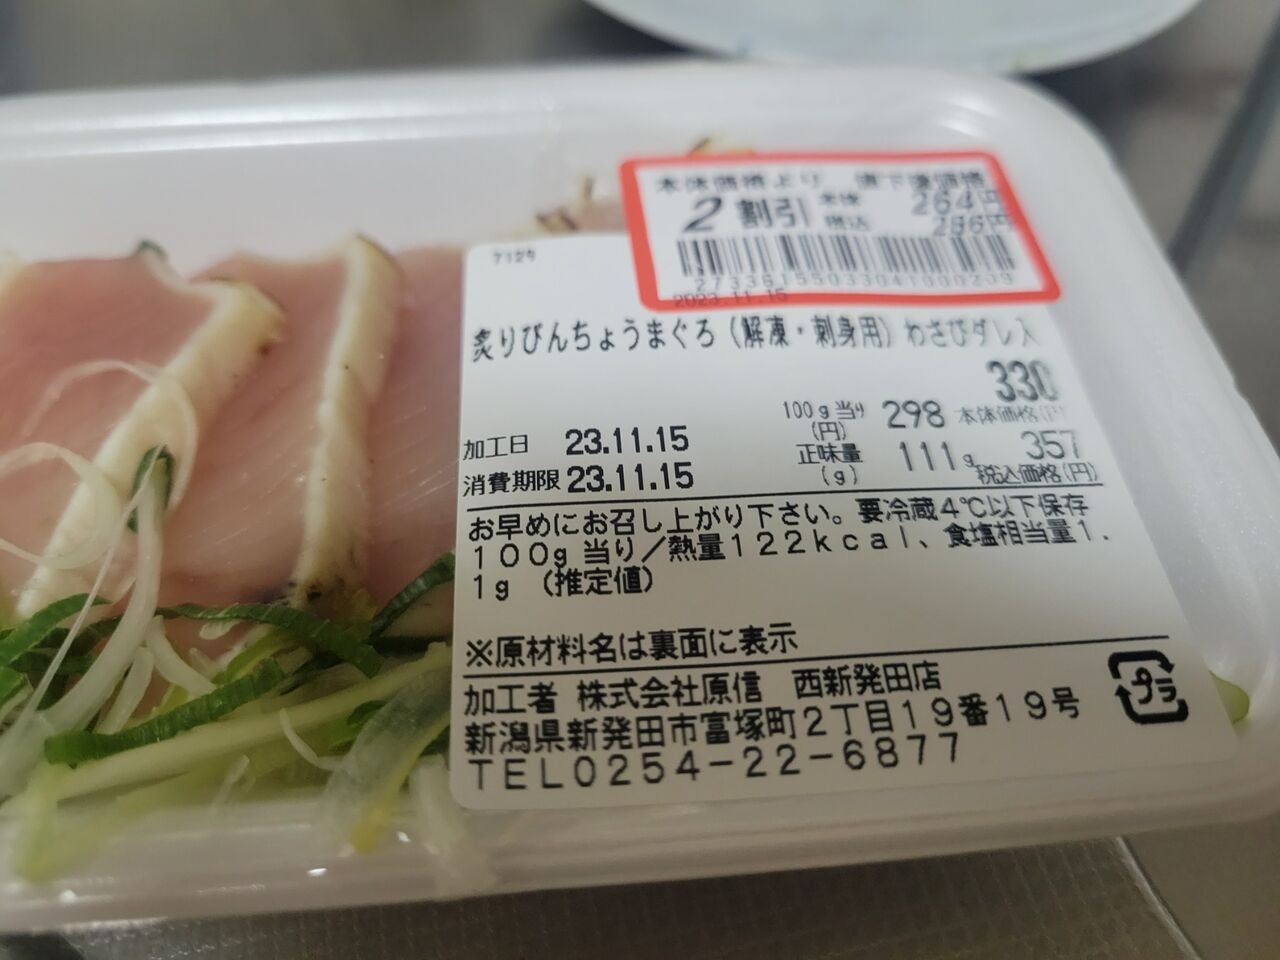 本体価格より 値下後価格
2割引 本体 264円
税込 286円
27336155033041000209
2023.11.15
7129
炙りびんちょうまぐろ(解凍・刺身用)わさびダレ入
330
100g当り(円) 298 本体価格(円)
加工日 23.11.15
正味量(g) 111g 357
消費期限 23.11.15 税込価格(円)
お早めにお召し上がり下さい。要冷蔵4℃以下保存
100g当り/熱量122kcal、食塩相当量1.
1g (推定値)
※原材料名は裏面に表示
加工者 株式会社原信 西新発田店
新潟県新発田市富塚町2丁目19番19号
TEL0254-22-6877
プラ